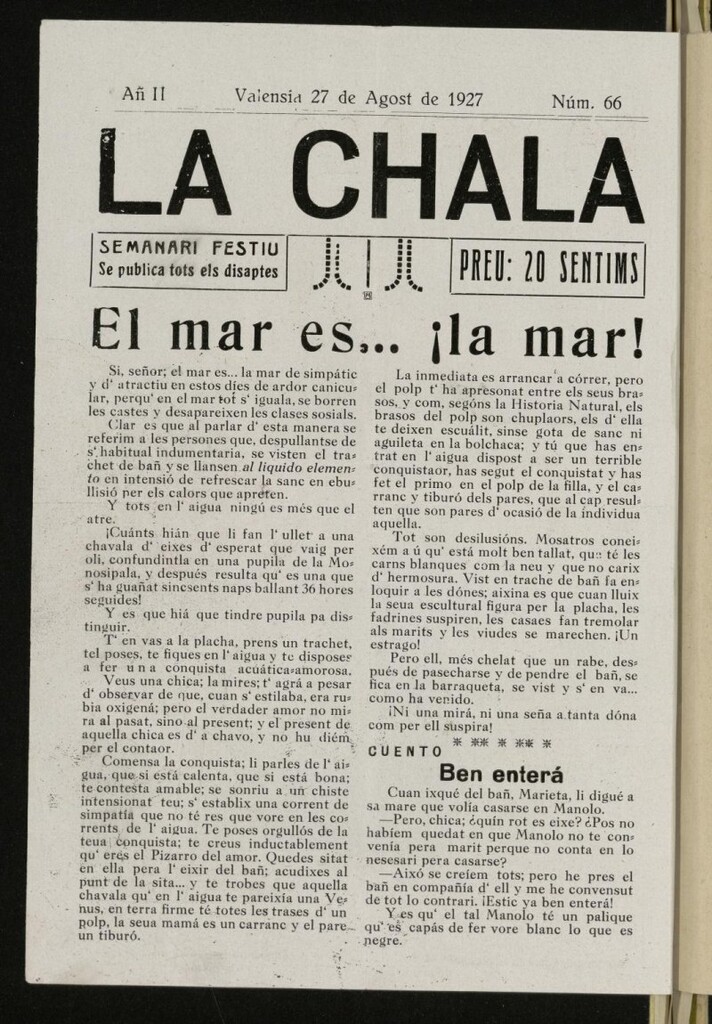 Añ II
Valensia 27 de Agost de 1927
Núm. 66
LA CHALA
SEMANARI FESTIU
Se publica tots els disaptes
PREU: 20 SENTIMS
El mar es... ¡la mar!
Si, señor; el mar es... la mar de simpátic
y d' atractiu en estos díes de ardor canicu=
lar, perqu' en el mar tot s' iguala, se borren
les castes y desapareixen les clases sosials.
Clar es que al parlar d' esta manera se
referim a les persones que, despullantse de
s' habitual indumentaria, se visten el tra=
chet de bañ y se llansen al liquido elemen=
to en intensió de refrescar la sanc en ebu=
llisió per els calors que apreten.
Y tots en l' aigua ningú es més que el
atre.
¡Cuánts hián que li fan l' ullet a una
chavala d' eixes d' esperat que vaig per
oli, confundintla en una pupila de la Mo=
nosipala, y después resulta qu' es una que
s' ha guañat sincsents naps ballant 36 hores
seguides!
Y es que hiá que tindre pupila pa dis=
tinguir.
T' en vas a la placha, prens un trachet,
tel poses, te fiques en l' aigua y te disposes
a fer una conquista acuática=amorosa.
Veus una chica; la mires; t' agrá a pesar
d' observar de que, cuan s' estilaba, era ru=
bia oxigená; pero el verdader amor no mi=
ra al pasat, sino al present; y el present de
aquella chica es d' a chavo, y no hu diém
per el contaor.
Comensa la conquista; li parles de l' ai=
gua, que si está calenta, que si está bona;
te contesta amable; se sonriu a un chiste
intensionat teu; s' establix una corrent de
simpatía que no té res que vore en les co=
rrents de l' aigua. Te poses orgullós de la
teua conquista; te creus inductablement
qu' eres el Pizarro del amor. Quedes sitat
en ella pera l' eixir del bañ; acudixes al
punt de la sita... y te trobes que aquella
chavala qu' en l' aigua te pareixía una Ve=
nus, en terra firme té totes les trases d' un
polp, la seua mamá es un carranc y el pare
un tiburó.
La inmediata es arrancar a córrer, pero
el polp t' ha apresonat entre els seus bra=
sos, y com, segóns la Historia Natural, els
brasos del polp son chuplaors, els d' ella
te deixen escuálit, sinse gota de sanc ni
aguileta en la bolchaca; y tú que has en=
trat en l' aigua dispost a ser un terrible
conquistaor, has segut el conquistat y has
fet el primo en el polp de la filla, y el ca=
rranc y tiburó dels pares, que al cap resul=
ten que son pares d' ocasió de la individua
aquella.
Tot son desilusións. Mosatros conei=
xém a ú qu' está molt ben tallat, que té les
carns blanques com la neu y que no carix
d' hermosura. Vist en trache de bañ fa en=
loquir a les dónes; aixina es que cuan lluix
la seua escultural figura per la placha, les
fadrines suspiren, les casaes fan tremolar
als marits y les viudes se marechen. ¡Un
estrago!
Pero ell, més chelat que un rabe, des=
pués de pasecharse y de pendre el bañ, se
fica en la barraqueta, se vist y s' en va...
como ha venido.
¡Ni una mirá, ni una seña a tanta dóna
com per ell suspira!
CUENTO * ** * ** *
Ben enterá
Cuan ixqué del bañ, Marieta, li digué a
sa mare que volía casarse en Manolo.
—Pero, chica; ¿quín rot es eixe? ¿Pos no
habíem quedat en que Manolo no te con=
venía pera marit perque no conta en lo
nesesari pera casarse?
—Aixó se creíem tots; pero he pres el
bañ en compañía d' ell y me he convensut
de tot lo contrari. ¡Estic ya ben enterá!
Y es qu' el tal Manolo té un palique
qu' es capás de fer vore blanc lo que es
negre.